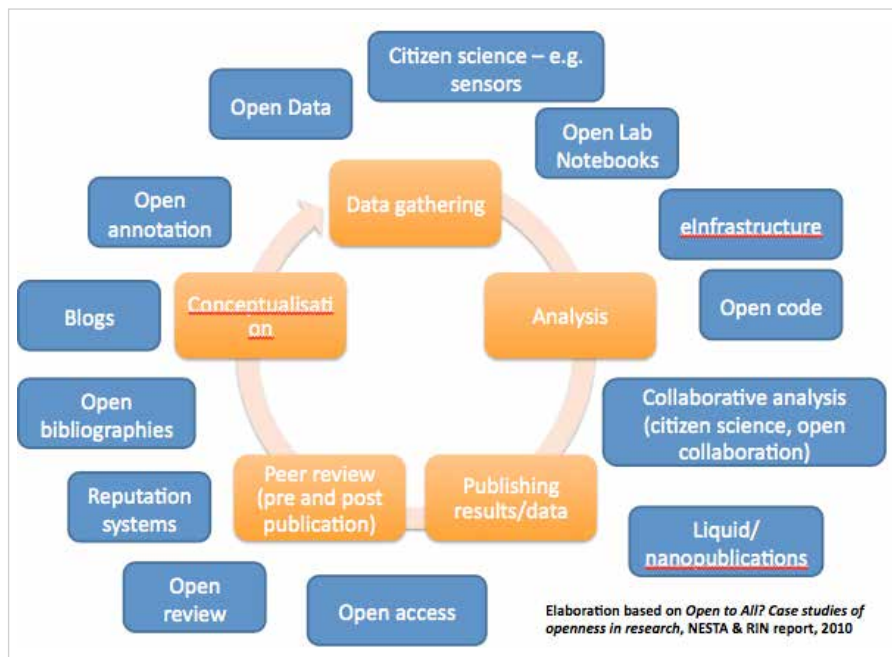 Citizen science – e.g.
sensors
Open Data
Open Lab
Notebooks
Data gathering
Open
annotation
eInfrastructure
Conceptualisati
on
Analysis
Blogs
Open code
Open
bibliographies
Collaborative analysis
(citizen science, open
collaboration)
Peer review
(pre and post
publication)
Publishing
results/data
Reputation
systems
Liquid/
nanopublications
Open
review
Open access
Elaboration based on Open to All? Case studies of
openness in research, NESTA & RIN report, 2010